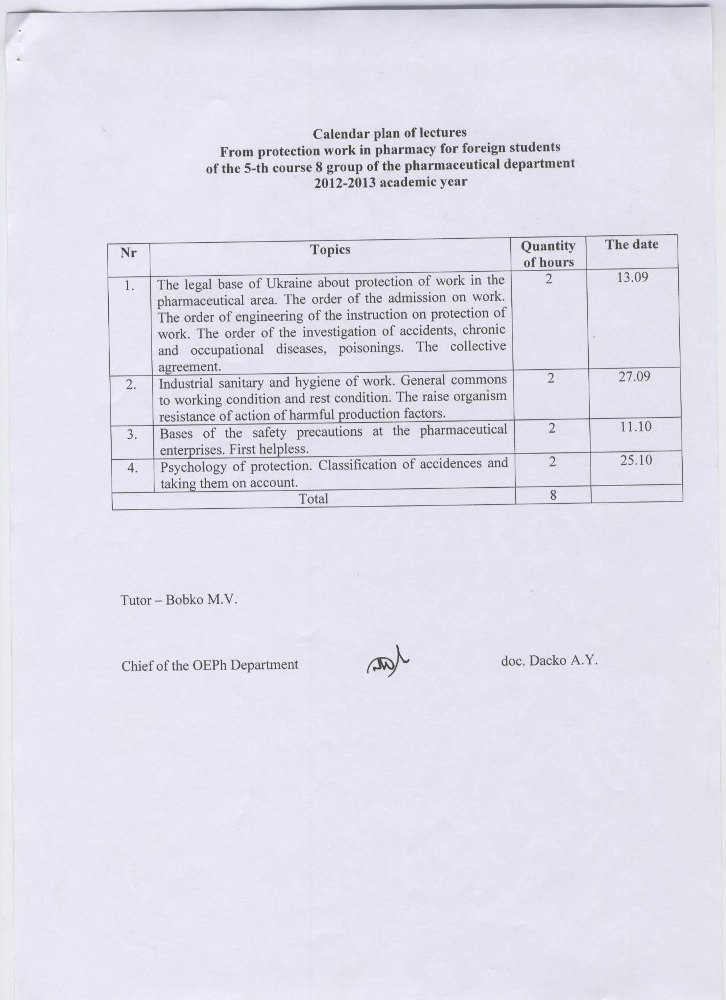 Calendar plan of lectures
From protection work in pharmacy for foreign students
of the 5-th course 8 group of the pharmaceutical department
2012-2013 academic year
Nr Topics Quantity of hours The date
1. The legal base of Ukraine about protection of work in the 2 13.09
pharmaceutical area. The order of the admission on work.
The order of engineering of the instruction on protection of
work. The order of the investigation of accidents, chronic
and occupational diseases, poisonings. The collective
agreement.
2. Industrial sanitary and hygiene of work. General commons 2 27.09
to working condition and rest condition. The raise organism
resistance of action of harmful production factors.
3. Bases of the safety precautions at the pharmaceutical 2 11.10
enterprises. First helpless.
4. Psychology of protection. Classification of accidences and 2 25.10
taking them on account.
Total 8
Tutor – Bobko M.V.
Chief of the OEPh Department doc. Dacko A.Y.